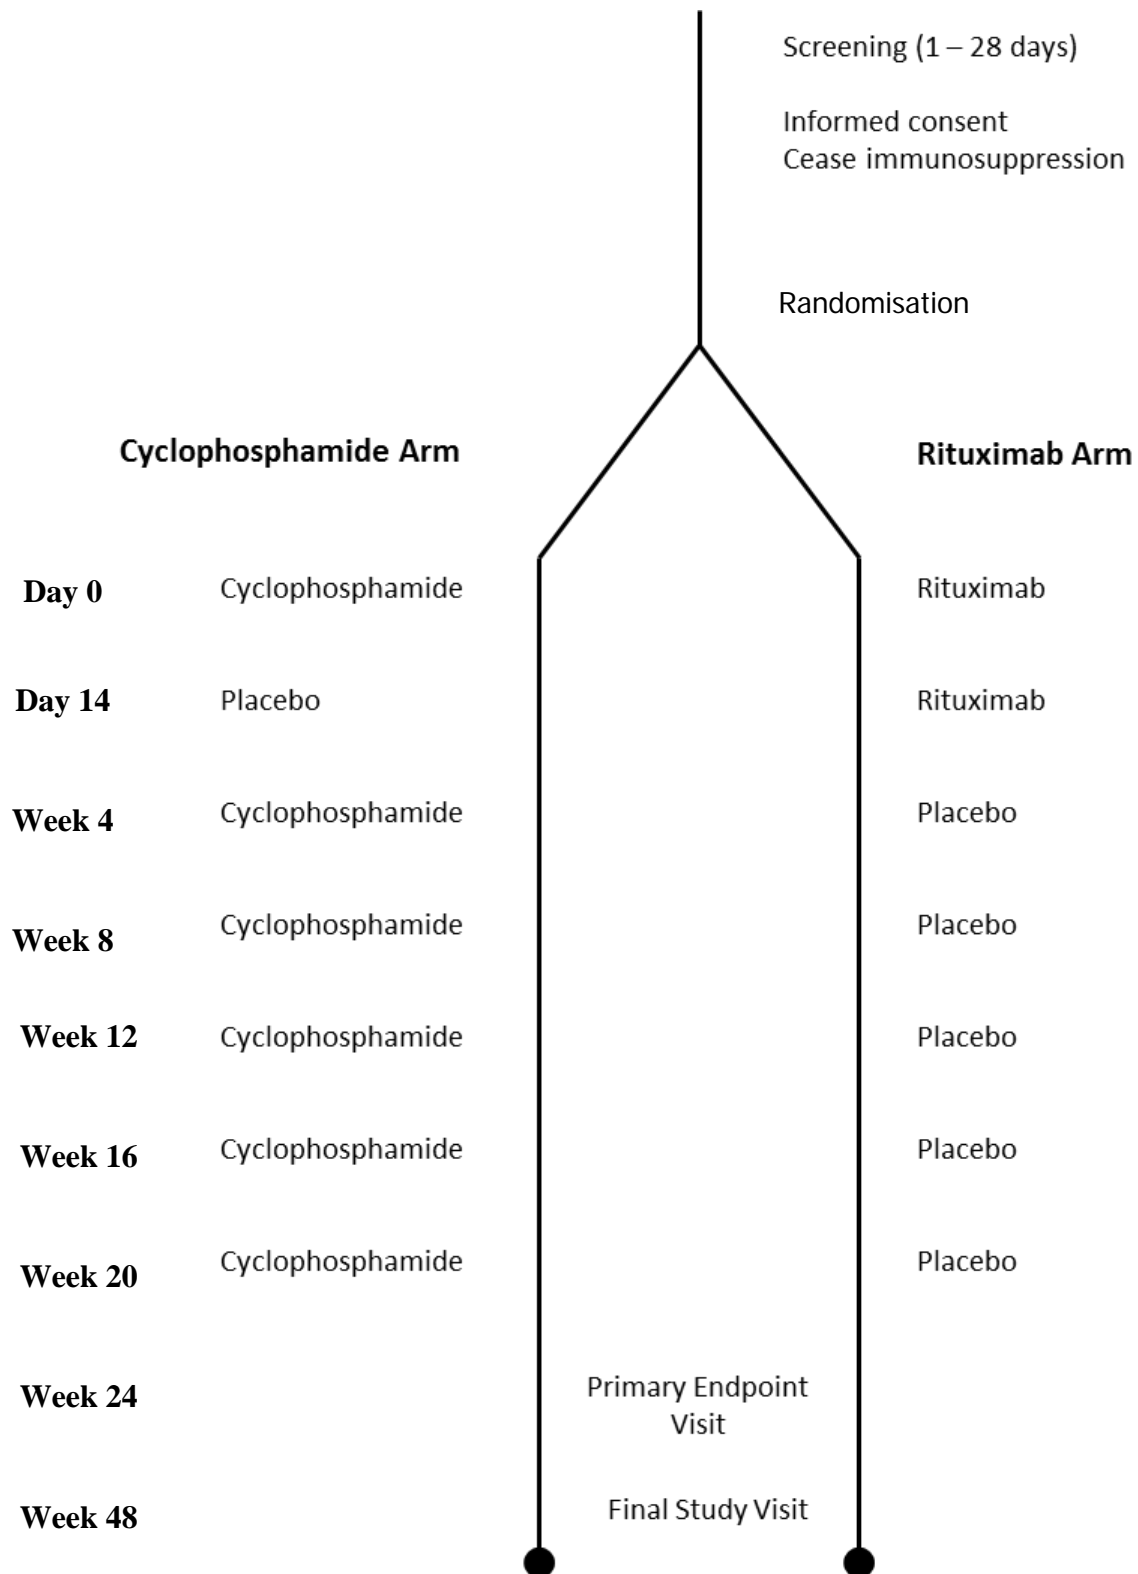 Screening (1 – 28 days)
Informed consent
Cease immunosuppression
Randomisation
Cyclophosphamide Arm
Rituximab Arm
Day 0 Cyclophosphamide Rituximab
Day 14 Placebo Rituximab
Week 4 Cyclophosphamide Placebo
Week 8 Cyclophosphamide Placebo
Week 12 Cyclophosphamide Placebo
Week 16 Cyclophosphamide Placebo
Week 20 Cyclophosphamide Placebo
Week 24 Primary Endpoint
Visit
Week 48 Final Study Visit